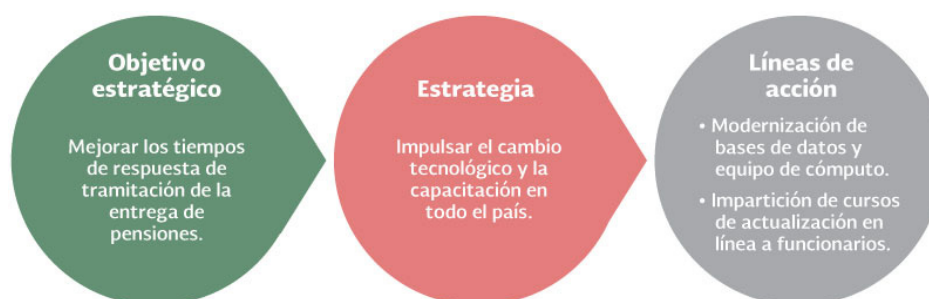 Objetivo
estratégico
Mejorar los tiempos
de respuesta de
tramitación de la
entrega de
pensiones.
Estrategia
Impulsar el cambio
tecnológico y la
capacitación en
todo el país.
Líneas de
acción
• Modernización de
bases de datos y
equipo de cómputo.
• Impartición de cursos
de actualización en
línea a funcionarios.